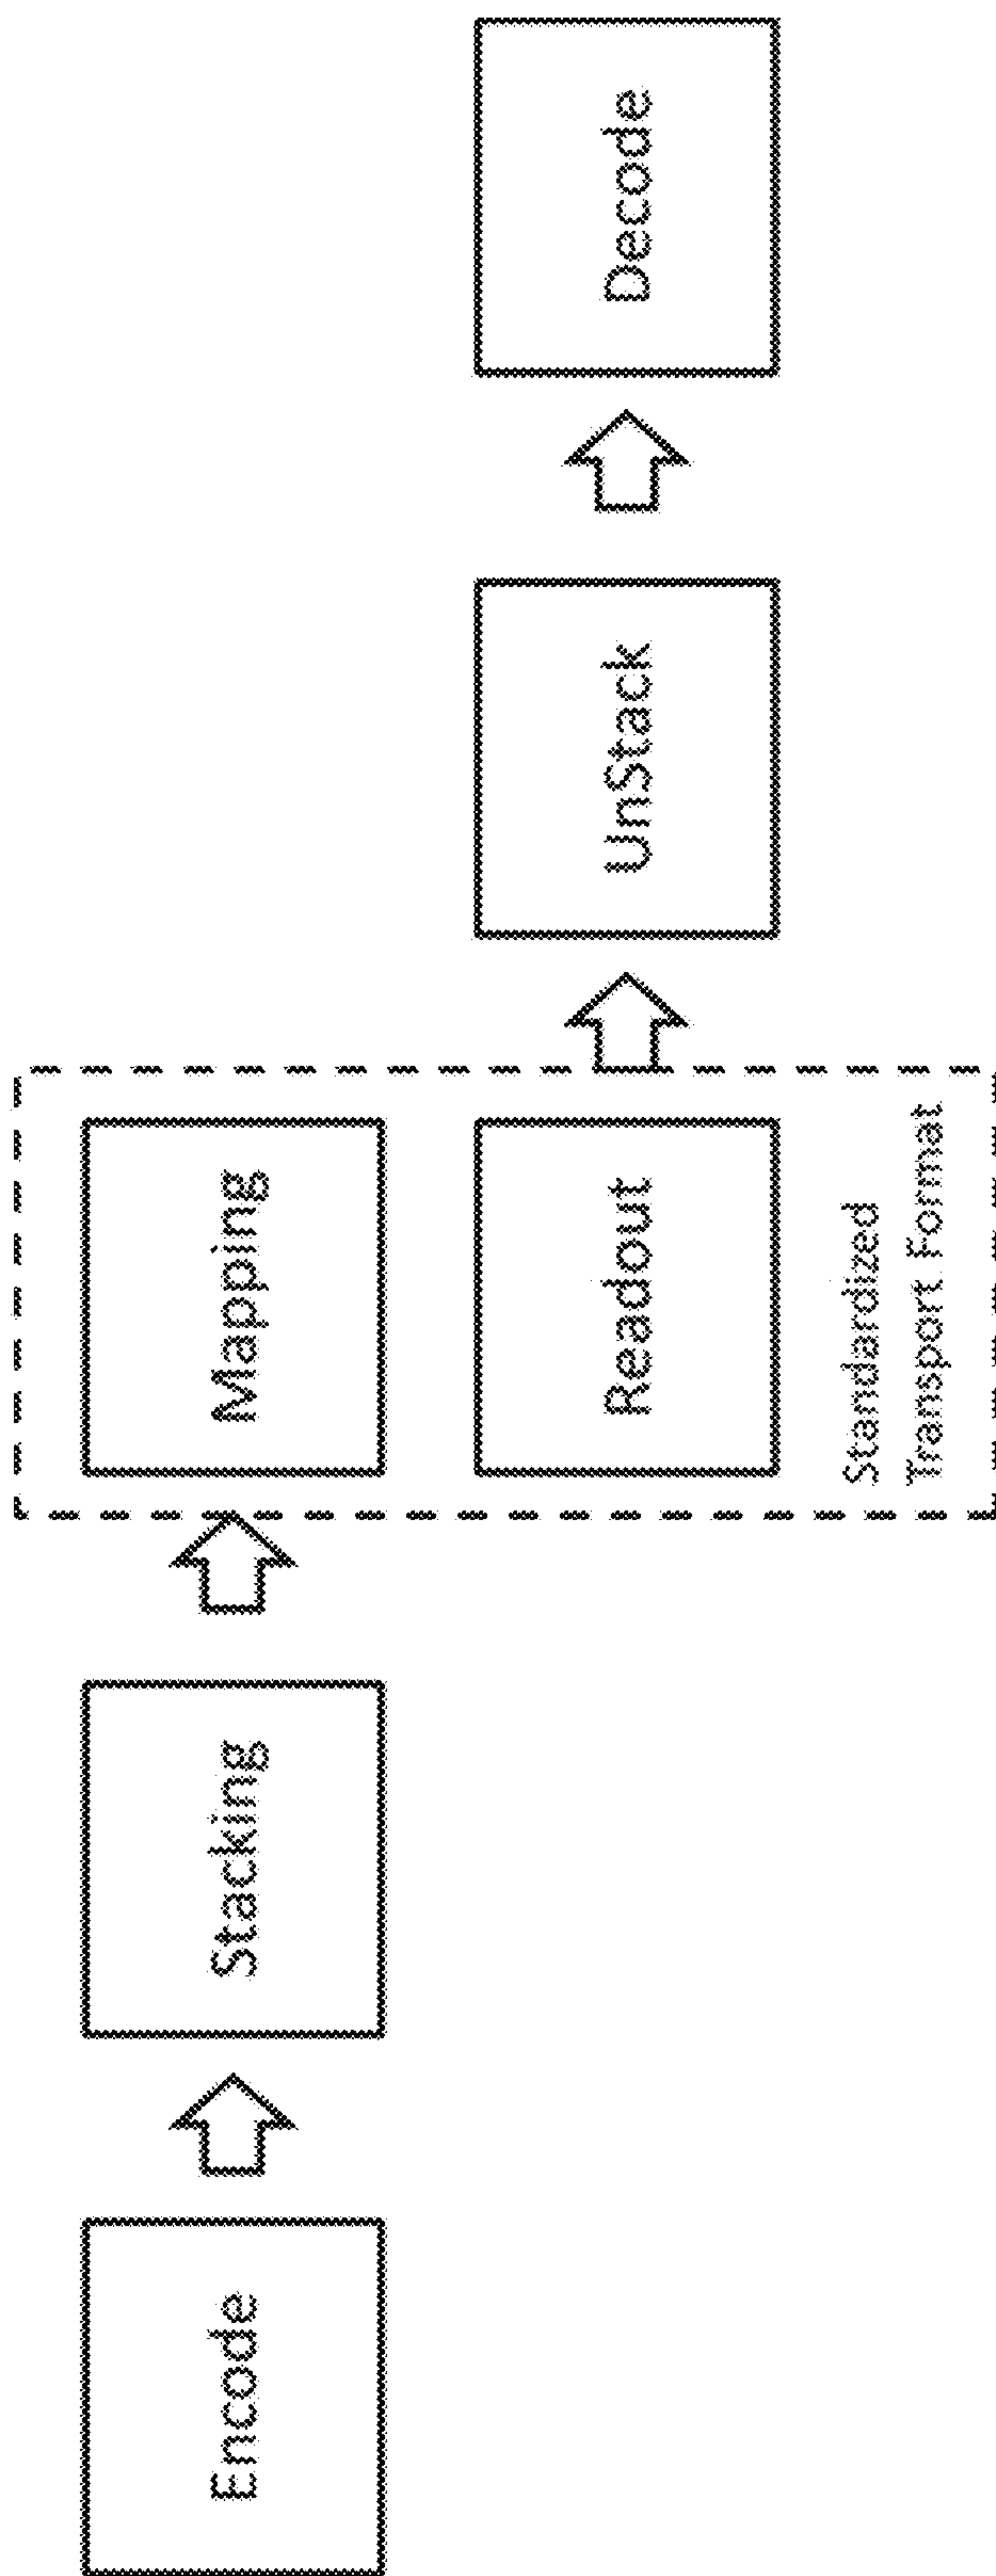 Encode
Stacking
Mapping
Readout
Standardized
Transport Format
UnStack
Decode